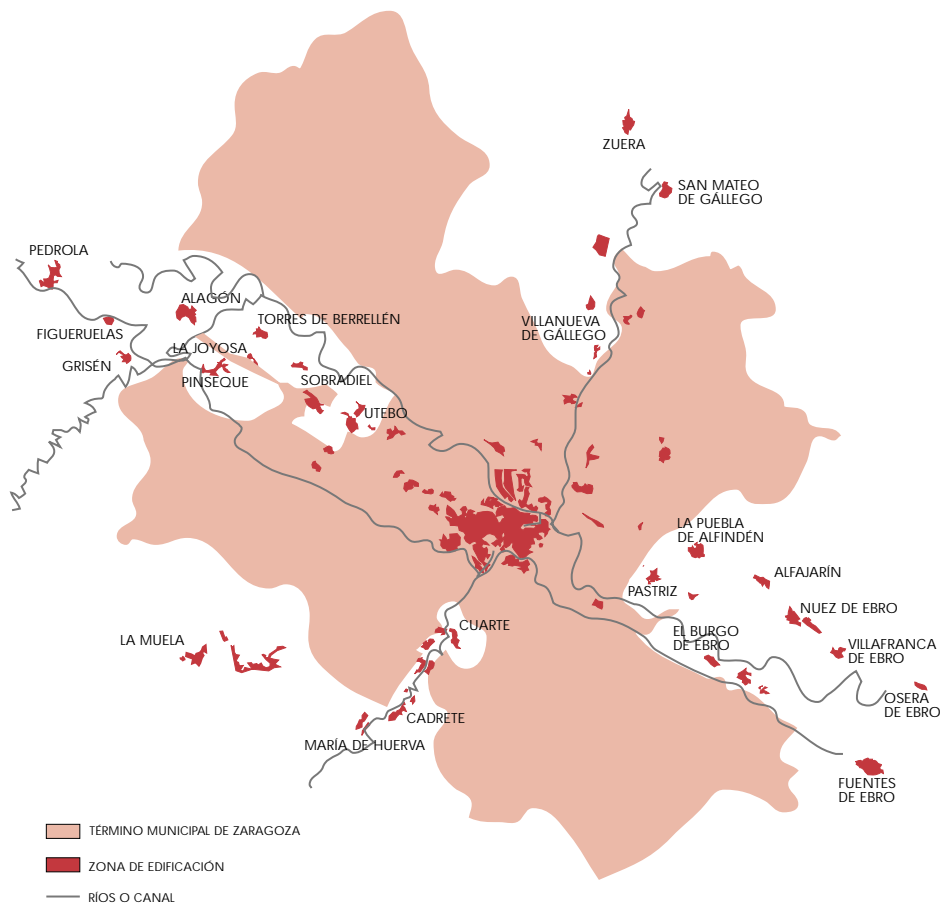 ZUERA
SAN MATEO
DE GÁLLEGO
PEDROLA
ALAGÓN
TORRES DE BERRELLÉN
FIGUERUELAS
VILLANUEVA
DE GÁLLEGO
LA JOYOSA
GRISÉN
PINSEQUE
SOBRADIEL
UTEBO
LA PUEBLA
DE ALFINDÉN
ALFAJARÍN
PASTRIZ
NUEZ DE EBRO
CUARTE
EL BURGO
DE EBRO
LA MUELA
VILLAFRANCA
DE EBRO
OSERA
DE EBRO
CADRETE
MARÍA DE HUERVA
FUENTES
DE EBRO
TÉRMINO MUNICIPAL DE ZARAGOZA
ZONA DE EDIFICACIÓN
RÍOS O CANAL